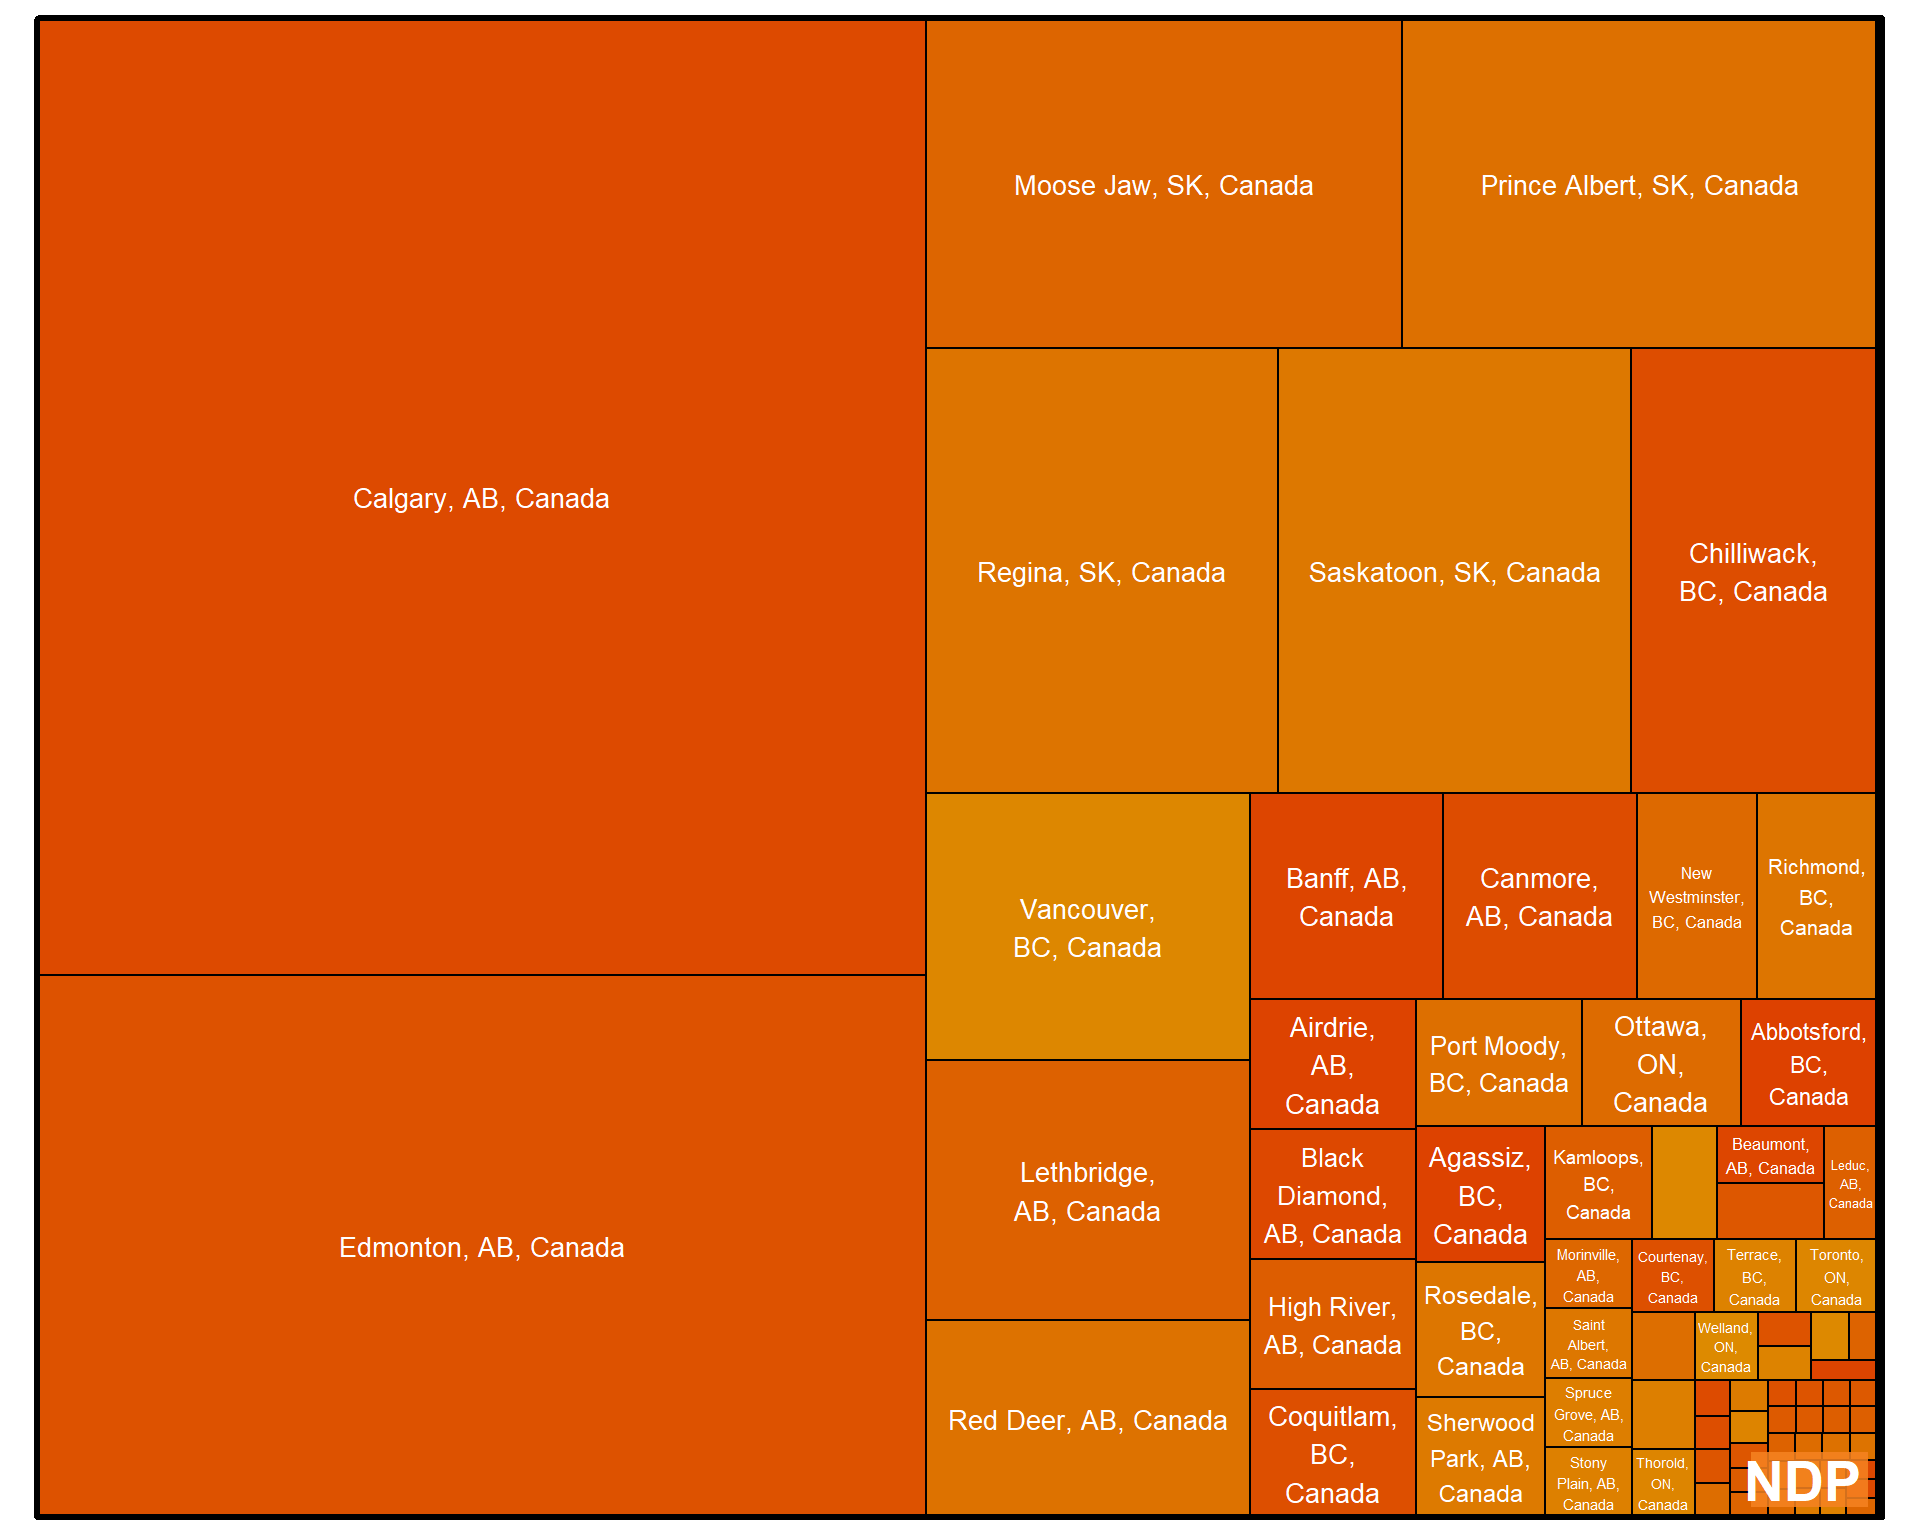 Calgary, AB, Canada
Edmonton, AB, Canada
Moose Jaw, SK, Canada
Prince Albert, SK, Canada
Regina, SK, Canada
Saskatoon, SK, Canada
Chilliwack,
BC, Canada
Vancouver,
BC, Canada
Lethbridge,
AB, Canada
Red Deer, AB, Canada
Banff, AB,
Canada
Canmore,
AB, Canada
New
Westminster,
BC, Canada
Richmond,
BC,
Canada
Airdrie,
AB,
Canada
Black
Diamond,
AB, Canada
High River,
AB, Canada
Coquitlam,
BC,
Canada
Port Moody,
BC, Canada
Ottawa,
ON,
Canada
Abbotsford,
BC,
Canada
Agassiz,
BC,
Canada
Rosedale,
BC,
Canada
Sherwood
Park, AB,
Canada
Kamloops,
BC,
Canada
Beaumont,
AB, Canada
Leduc,
AB,
Canada
Morinville,
AB,
Canada
Saint
Albert,
AB, Canada
Spruce
Grove, AB,
Canada
Stony
Plain, AB,
Canada
Courtenay,
BC,
Canada
Terrace,
BC,
Canada
Toronto,
ON,
Canada
Welland,
ON,
Canada
Thorold,
ON,
Canada
NDP